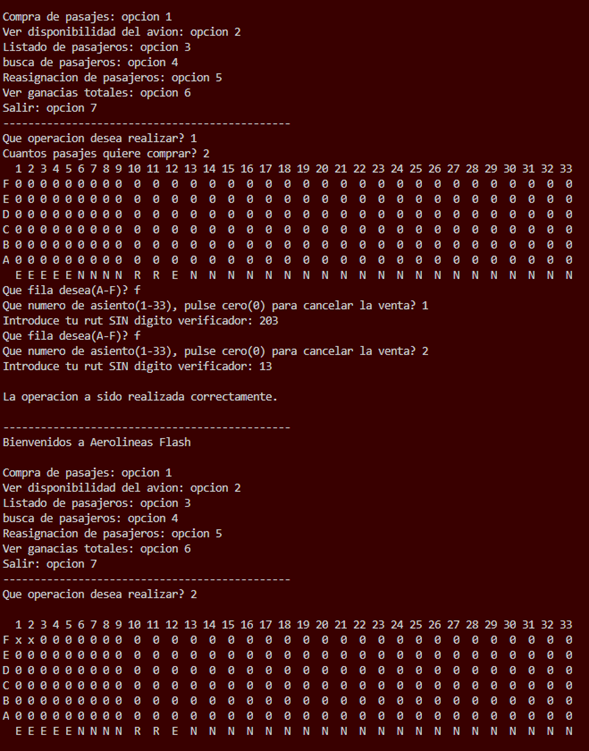 Compra de pasajes: opcion 1
Ver disponibilidad del avion: opcion 2
Listado de pasajeros: opcion 3
busca de pasajeros: opcion 4
Reasignacion de pasajeros: opcion 5
Ver ganacias totales: opcion 6
Salir: opcion 7
----------------------------------------------
Que operacion desea realizar? 1
Cuantos pasajes quiere comprar? 2
1 2 3 4 5 6 7 8 9 10 11 12 13 14 15 16 17 18 19 20 21 22 23 24 25 26 27 28 29 30 31 32 33
F 0 0 0 0 0 0 0 0 0 0 0 0 0 0 0 0 0 0 0 0 0 0 0 0 0 0 0 0 0 0 0 0 0
E 0 0 0 0 0 0 0 0 0 0 0 0 0 0 0 0 0 0 0 0 0 0 0 0 0 0 0 0 0 0 0 0 0
D 0 0 0 0 0 0 0 0 0 0 0 0 0 0 0 0 0 0 0 0 0 0 0 0 0 0 0 0 0 0 0 0 0
C 0 0 0 0 0 0 0 0 0 0 0 0 0 0 0 0 0 0 0 0 0 0 0 0 0 0 0 0 0 0 0 0 0
B 0 0 0 0 0 0 0 0 0 0 0 0 0 0 0 0 0 0 0 0 0 0 0 0 0 0 0 0 0 0 0 0 0
A 0 0 0 0 0 0 0 0 0 0 0 0 0 0 0 0 0 0 0 0 0 0 0 0 0 0 0 0 0 0 0 0 0
E E E E E N N N N R R E N N N N N N N N N N N N N N N N N N N N N
Que fila desea(A-F)? f
Que numero de asiento(1-33), pulse cero(0) para cancelar la venta? 1
Introduce tu rut SIN digito verificador: 203
Que fila desea(A-F)? f
Que numero de asiento(1-33), pulse cero(0) para cancelar la venta? 2
Introduce tu rut SIN digito verificador: 13
La operacion a sido realizada correctamente.
----------------------------------------------
Bienvenidos a Aerolineas Flash
Compra de pasajes: opcion 1
Ver disponibilidad del avion: opcion 2
Listado de pasajeros: opcion 3
busca de pasajeros: opcion 4
Reasignacion de pasajeros: opcion 5
Ver ganacias totales: opcion 6
Salir: opcion 7
----------------------------------------------
Que operacion desea realizar? 2
1 2 3 4 5 6 7 8 9 10 11 12 13 14 15 16 17 18 19 20 21 22 23 24 25 26 27 28 29 30 31 32 33
F x x 0 0 0 0 0 0 0 0 0 0 0 0 0 0 0 0 0 0 0 0 0 0 0 0 0 0 0 0 0 0 0
E 0 0 0 0 0 0 0 0 0 0 0 0 0 0 0 0 0 0 0 0 0 0 0 0 0 0 0 0 0 0 0 0 0
D 0 0 0 0 0 0 0 0 0 0 0 0 0 0 0 0 0 0 0 0 0 0 0 0 0 0 0 0 0 0 0 0 0
C 0 0 0 0 0 0 0 0 0 0 0 0 0 0 0 0 0 0 0 0 0 0 0 0 0 0 0 0 0 0 0 0 0
B 0 0 0 0 0 0 0 0 0 0 0 0 0 0 0 0 0 0 0 0 0 0 0 0 0 0 0 0 0 0 0 0 0
A 0 0 0 0 0 0 0 0 0 0 0 0 0 0 0 0 0 0 0 0 0 0 0 0 0 0 0 0 0 0 0 0 0
E E E E E N N N N R R E N N N N N N N N N N N N N N N N N N N N N